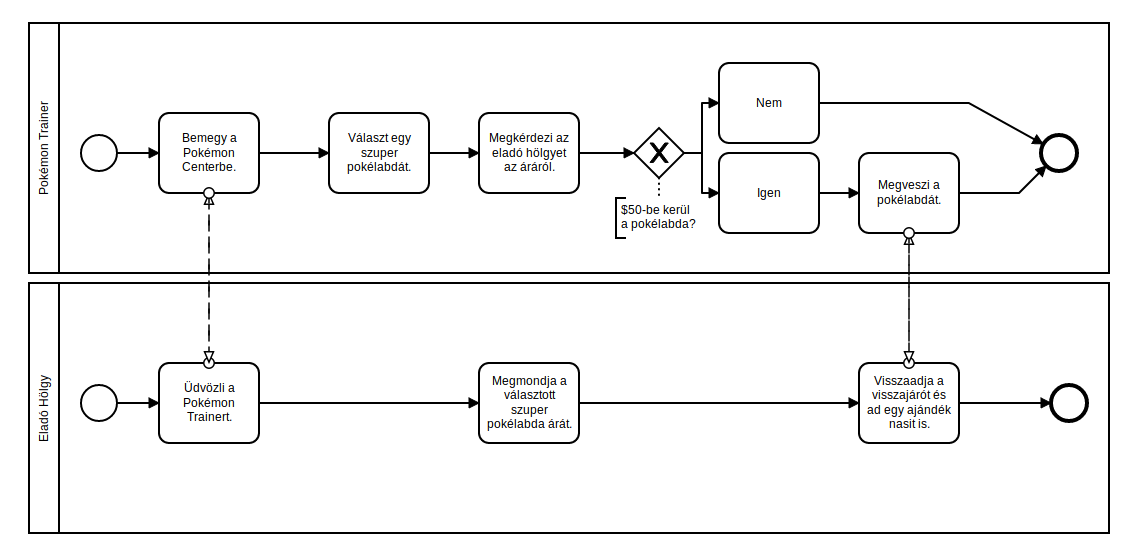 Pokémon Trainer
Bemegy a
Pokémon
Centerbe.
Választ egy
szuper
pokélabdát.
Megkérdezi az
eladó hölgyet
az áráról.
$50-be kerül
a pokélabda?
Nem
Igen
Megveszi a
pokélabdát.
Eladó Hölgy
Üdvözli a
Pokémon
Trainert.
Megmondja a
választott
szuper
pokélabda árát.
Visszaadja a
visszajárót és
ad egy ajándék
nasit is.